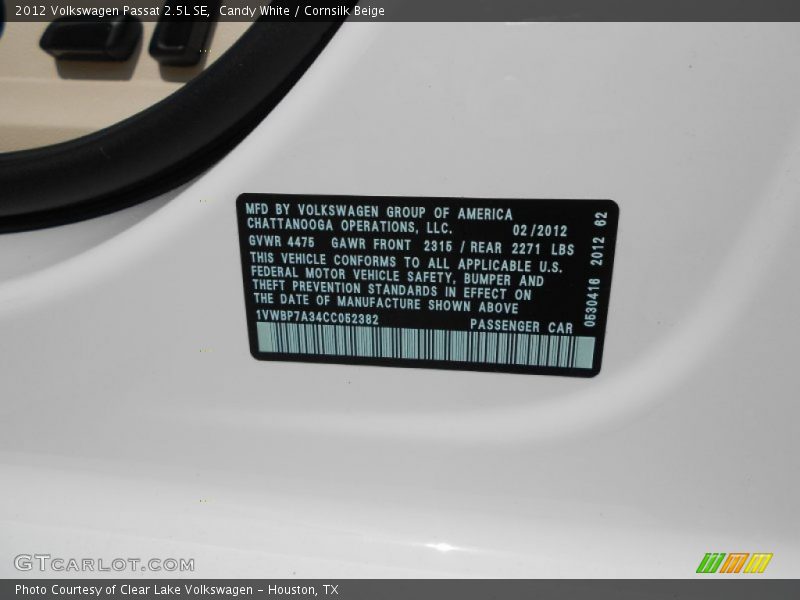 2012 Volkswagen Passat 2.5L SE, Candy White / Cornsilk Beige
MFD BY VOLKSWAGEN GROUP OF AMERICA
CHATTANOOGA OPERATIONS, LLC. 02/2012
GVWR 4475 GAWR FRONT 2315 / REAR 2271 LBS
THIS VEHICLE CONFORMS TO ALL APPLICABLE U.S.
FEDERAL MOTOR VEHICLE SAFETY, BUMPER AND
THEFT PREVENTION STANDARDS IN EFFECT ON
THE DATE OF MANUFACTURE SHOWN ABOVE
1VWBP7A34CC052382 PASSENGER CAR
0530416 2012 62
GTCARLOT.COM
Photo Courtesy of Clear Lake Volkswagen - Houston, TX